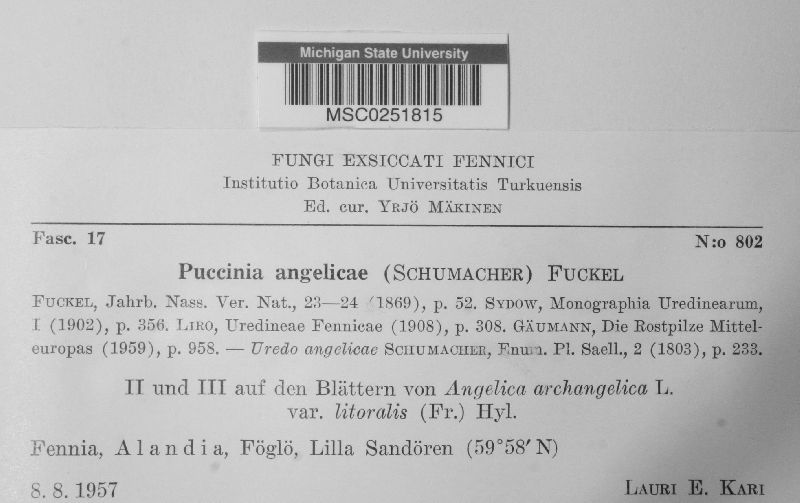 Michigan State University
MSC0251815
FUNGI EXSICCATI FENNICI
Institutio Botanica Universitatis Turkuensis
Ed. cur. YRJÖ MÄKINEN
Fasc. 17 N:o 802
Puccinia angelicae (SCHUMACHER) FUCKEL
FUCKEL, Jahrb. Nass. Ver. Nat., 23—24 (1869), p. 52. SYDOW, Monographia Uredinearum,
I (1902), p. 356. LIRO, Uredineae Fennicae (1908), p. 308. GÄUMANN, Die Rostpilze Mittel-
europas (1959), p. 958. — Uredo angelicae SCHUMACHER, Enum. Pl. Saell., 2 (1803), p. 233.
II und III auf den Blättern von Angelica archangelica L.
var. litoralis (Fr.) Hyl.
Fennia, Alandia, Föglö, Lilla Sandören (59°58′ N)
8. 8. 1957 LAURI E. KARI